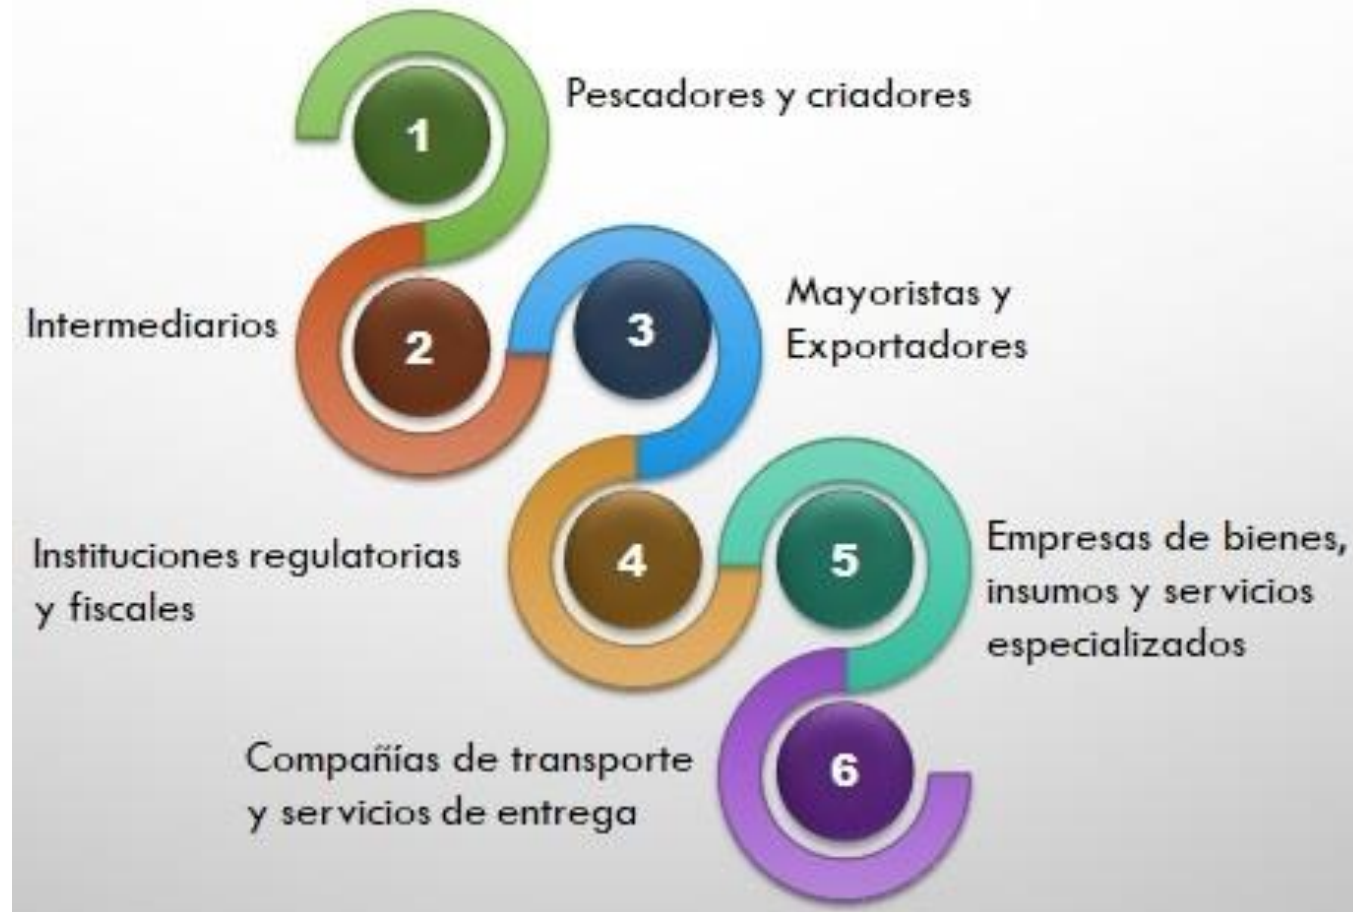 1
Pescadores y criadores
2
Intermediarios
3
Mayoristas y
Exportadores
4
Instituciones regulatorias
y fiscales
5
Empresas de bienes,
insumos y servicios
especializados
6
Compañías de transporte
y servicios de entrega